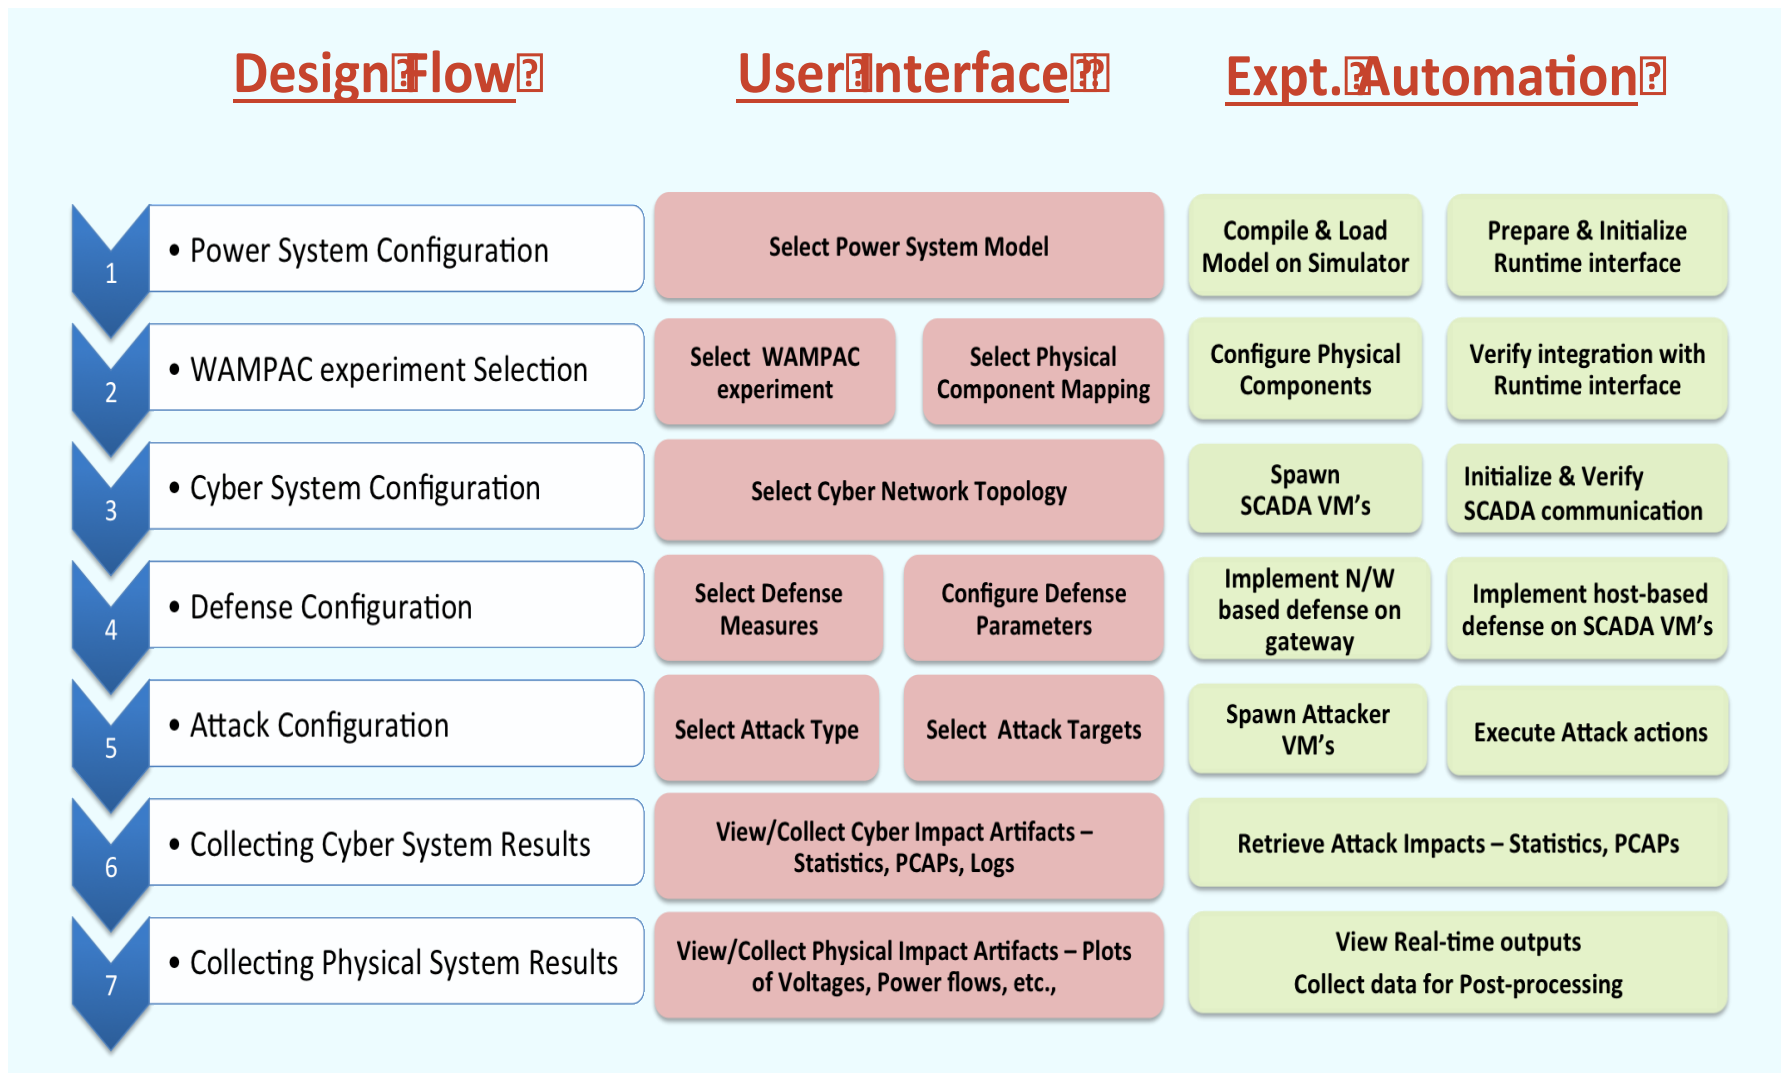 Design Flow
User Interface
Expt. Automation
1
• Power System Configuration
Select Power System Model
Compile & Load
Model on Simulator
Prepare & Initialize
Runtime interface
2
• WAMPAC experiment Selection
Select WAMPAC
experiment
Select Physical
Component Mapping
Configure Physical
Components
Verify integration with
Runtime interface
3
• Cyber System Configuration
Select Cyber Network Topology
Spawn
SCADA VM’s
Initialize & Verify
SCADA communication
4
• Defense Configuration
Select Defense
Measures
Configure Defense
Parameters
Implement N/W
based defense on
gateway
Implement host-based
defense on SCADA VM’s
5
• Attack Configuration
Select Attack Type
Select Attack Targets
Spawn Attacker
VM’s
Execute Attack actions
6
• Collecting Cyber System Results
View/Collect Cyber Impact Artifacts –
Statistics, PCAPs, Logs
Retrieve Attack Impacts – Statistics, PCAPs
7
• Collecting Physical System Results
View/Collect Physical Impact Artifacts – Plots
of Voltages, Power flows, etc.,
View Real-time outputs
Collect data for Post-processing